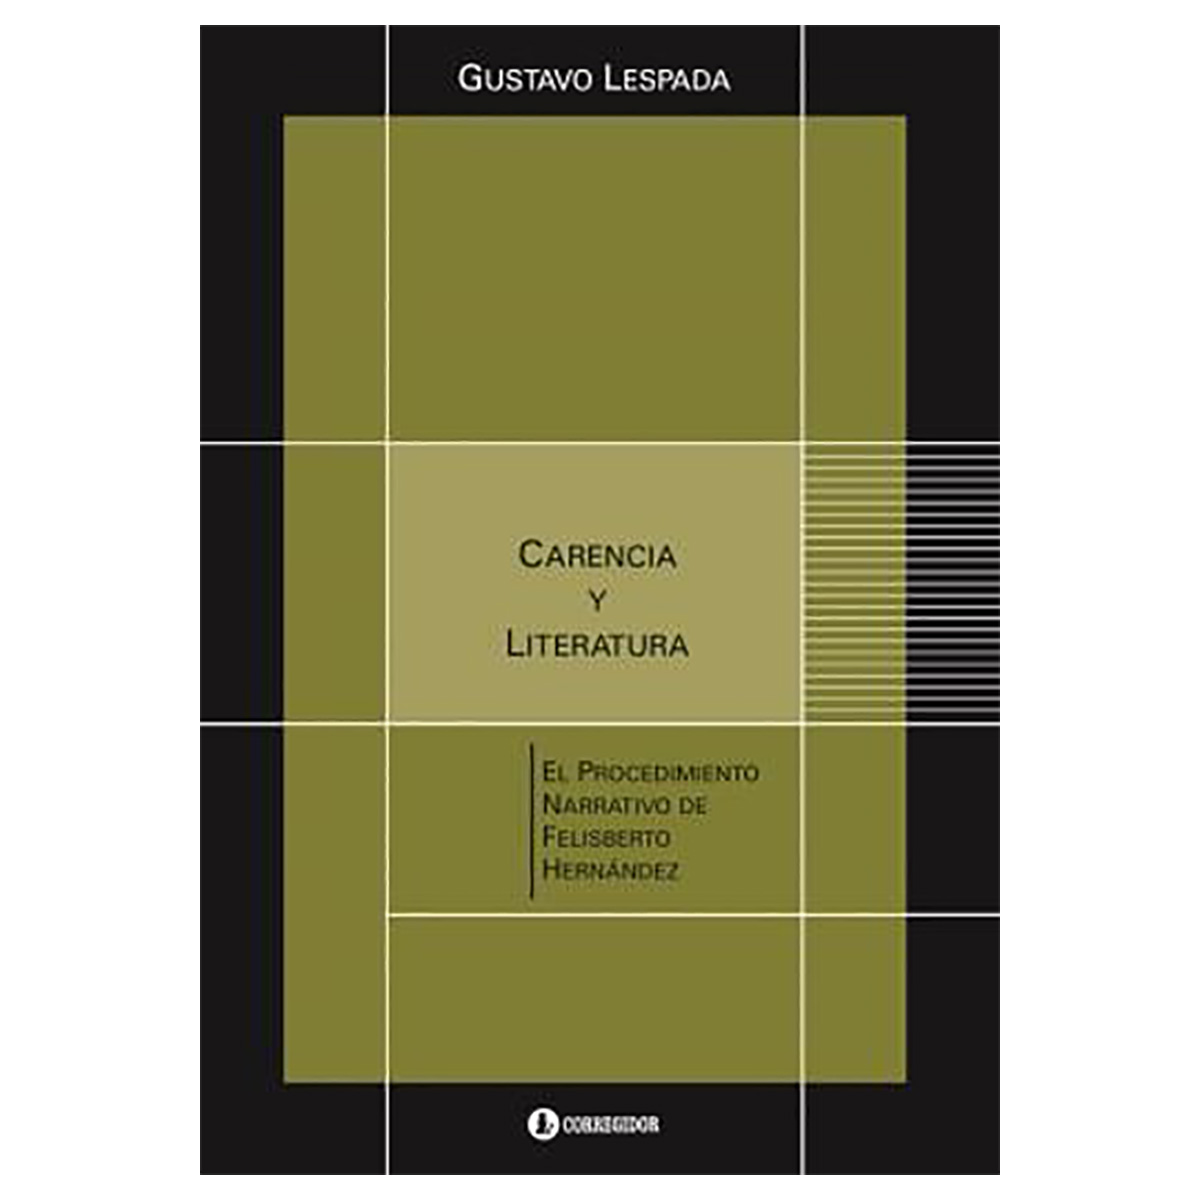 GUSTAVO LESPADA
CARENCIA
Y
LITERATURA
EL PROCEDIMIENTO
NARRATIVO DE
FELISBERTO
HERNÁNDEZ
CORREGIDOR